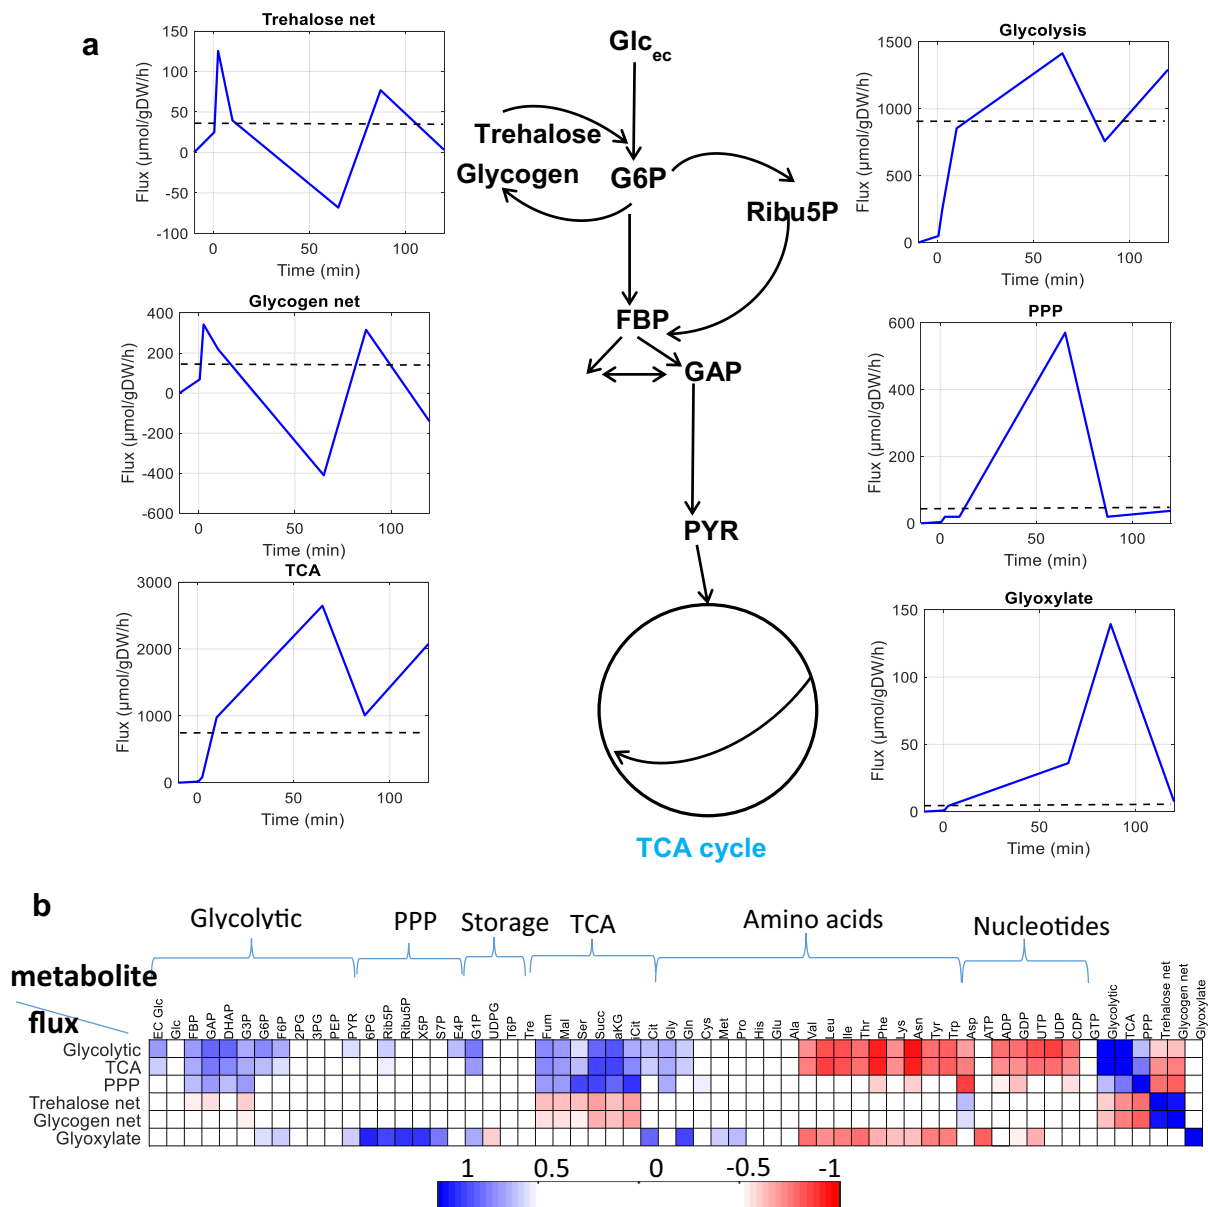 a
Trehalose net
Flux (µmol/gDW/h)
150
100
50
0
-50
-100
0 50 100
Time (min)
Glycogen net
Flux (µmol/gDW/h)
400
200
0
-200
-400
-600
0 50 100
Time (min)
TCA
Flux (µmol/gDW/h)
3000
2000
1000
0
0 50 100
Time (min)
Glc ec
Trehalose
Glycogen
G6P
Ribu5P
FBP
GAP
PYR
TCA cycle
Glycolysis
Flux (µmol/gDW/h)
1500
1000
500
0
0 50 100
Time (min)
PPP
Flux (µmol/gDW/h)
600
400
200
0
0 50 100
Time (min)
Glyoxylate
Flux (µmol/gDW/h)
150
100
50
0
0 50 100
Time (min)
b
Glycolytic PPP Storage TCA Amino acids Nucleotides
metabolite
flux
EC Glc
Glc
FBP
GAP
DHAP
G3P
G6P
F6P
2PG
3PG
PEP
PYR
6PG
Rib5P
Ribu5P
X5P
S7P
E4P
G1P
UDPG
T6P
Tre
Fum
Mal
Ser
Succ
aKG
iCit
Cit
Gly
Gln
Cys
Met
Pro
His
Glu
Ala
Val
Leu
Ile
Thr
Phe
Lys
Asn
Tyr
Trp
Asp
ATP
ADP
GDP
UTP
UDP
CDP
GTP
Glycolytic
TCA
PPP
Trehalose net
Glycogen net
Glyoxylate
Glycolytic
TCA
PPP
Trehalose net
Glycogen net
Glyoxylate
1 0.5 0 -0.5 -1